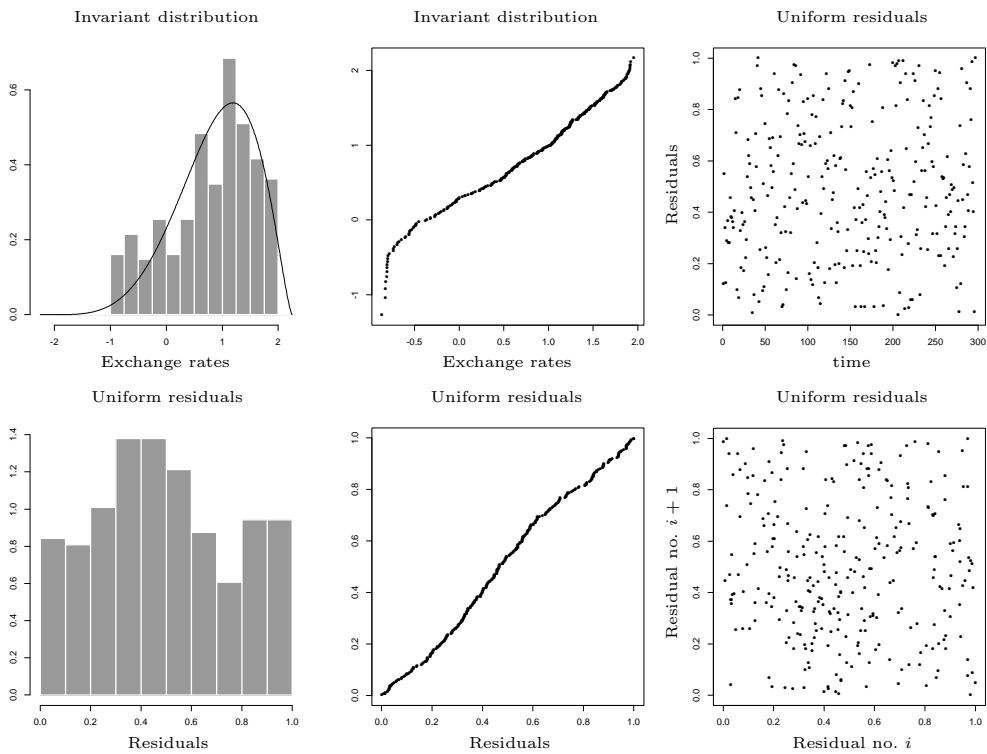 Invariant distribution
Invariant distribution
Uniform residuals
0.0 0.2 0.4 0.6
-2 -1 0 1 2
Exchange rates
-1 0 1 2
-0.5 0.0 0.5 1.0 1.5 2.0
Exchange rates
Residuals
0.0 0.2 0.4 0.6 0.8 1.0
0 50 100 150 200 250 300
time
Uniform residuals
Uniform residuals
Uniform residuals
0.0 0.2 0.4 0.6 0.8 1.0 1.2 1.4
0.0 0.2 0.4 0.6 0.8 1.0
Residuals
0.0 0.2 0.4 0.6 0.8 1.0
0.0 0.2 0.4 0.6 0.8 1.0
Residuals
Residual no. i + 1
0.0 0.2 0.4 0.6 0.8 1.0
0.0 0.2 0.4 0.6 0.8 1.0
Residual no. i